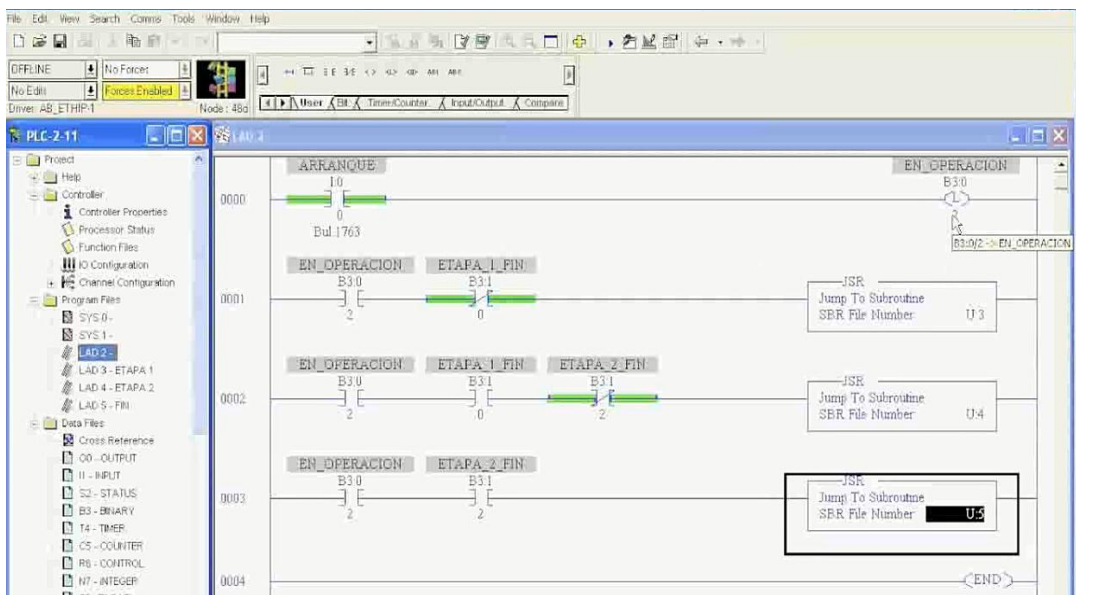 File Edit View Search Comms Tools Window Help
OFFLINE No Forces
No Edits Forces Enabled
Driver: AB_ETHIP-1 Node : 48d
User Bit Timer/Counter Input/Output Compare
PLC-2-11
LAD 2
Project
Help
Controller
Controller Properties
Processor Status
Function Files
IO Configuration
Channel Configuration
Program Files
SYS 0 -
SYS 1 -
LAD 2 -
LAD 3 - ETAPA 1
LAD 4 - ETAPA 2
LAD 5 - FIN
Data Files
Cross Reference
O0 - OUTPUT
I1 - INPUT
S2 - STATUS
B3 - BINARY
T4 - TIMER
C5 - COUNTER
R6 - CONTROL
N7 - INTEGER
ARRANQUE EN_OPERACION
I:0 B3:0
0000 L
0 2
Bul.1763
B3:0/2 -> EN_OPERACION
EN_OPERACION ETAPA_1_FIN
B3:0 B3:1 JSR
0001 Jump To Subroutine
2 0 SBR File Number U:3
EN_OPERACION ETAPA_1_FIN ETAPA_2_FIN
B3:0 B3:1 B3:1 JSR
0002 Jump To Subroutine
2 0 2 SBR File Number U:4
EN_OPERACION ETAPA_2_FIN
B3:0 B3:1 JSR
0003 Jump To Subroutine
2 2 SBR File Number U:5
0004 END